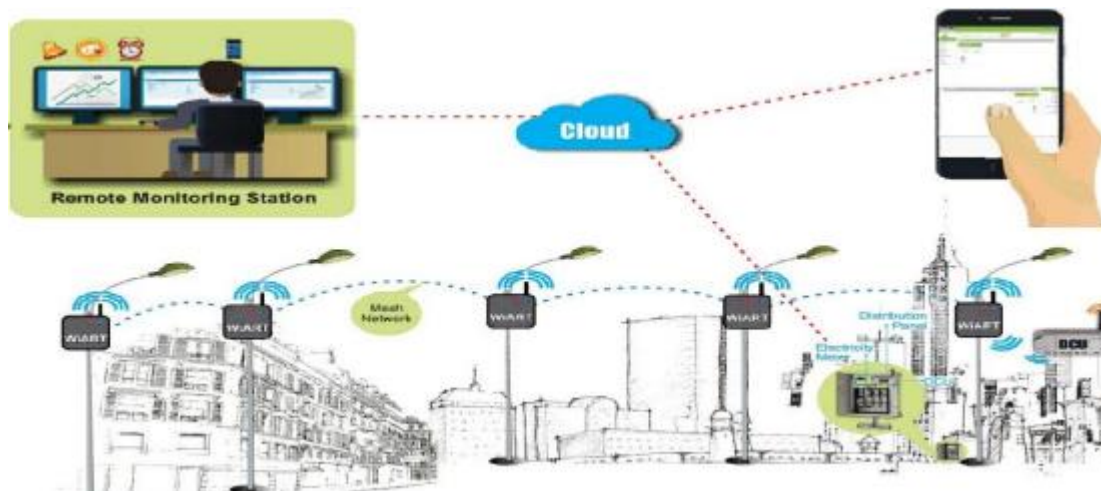 Cloud
Remote Monitoring Station
WiART
WiART
WiART
WiART
WiART
Mesh
Network
Distribution
Panel
Electricity
Meter
DCU
DCU